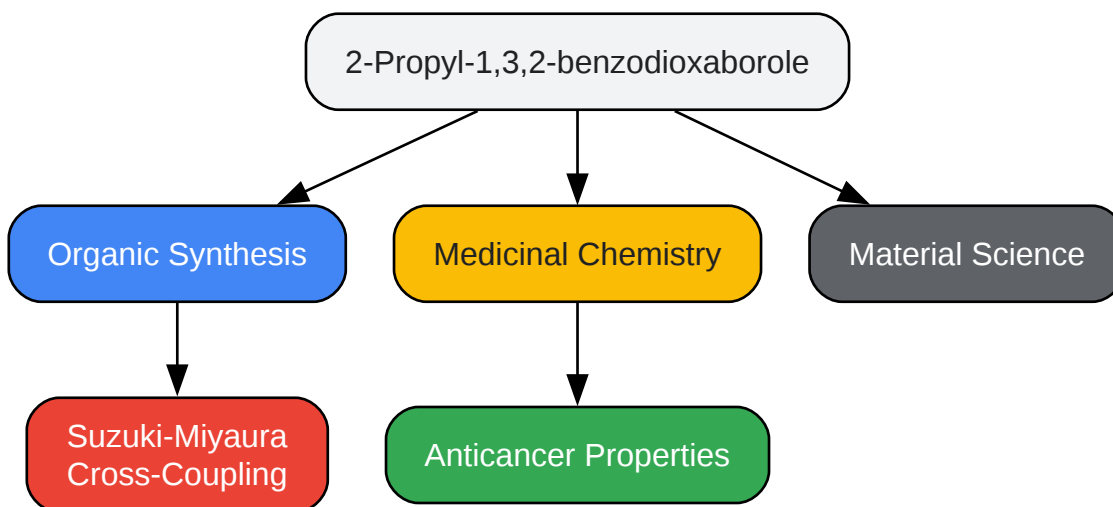 2-Propyl-1,3,2-benzodioxaborole
Organic Synthesis
Medicinal Chemistry
Material Science
Suzuki-Miyaura
Cross-Coupling
Anticancer Properties